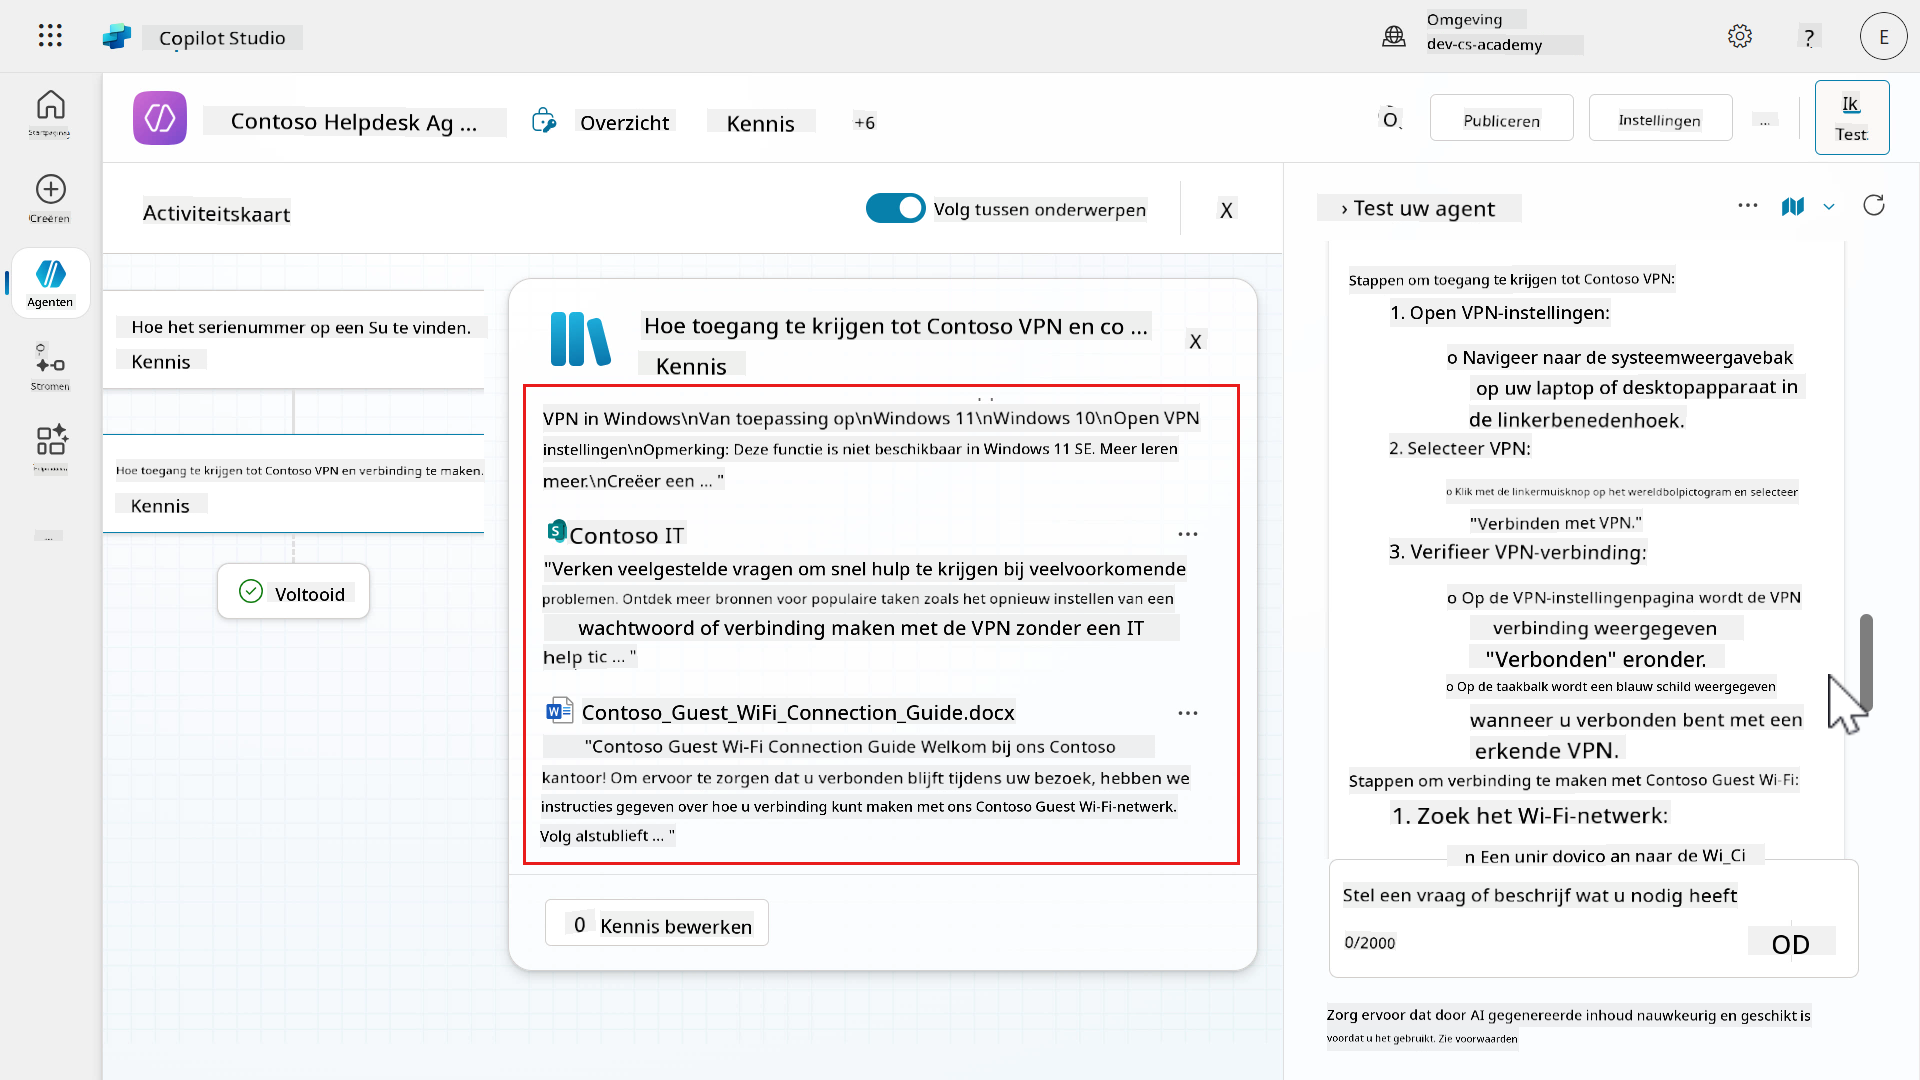 Copilot Studio
Omgeving
dev-cs-academy
?
E
Contoso Helpdesk Ag ...
Overzicht
Kennis
+6
Publiceren
Instellingen
...
Ik
Test
Creëren
Agenten
Stromen
...
Activiteitskaart
Volg tussen onderwerpen
X
Hoe het serienummer op een Su te vinden.
Kennis
Hoe toegang te krijgen tot Contoso VPN en verbinding te maken.
Kennis
Voltooid
Hoe toegang te krijgen tot Contoso VPN en co ...
Kennis
X
VPN in Windows\nVan toepassing op\nWindows 11\nWindows 10\nOpen VPN
instellingen\nOpmerking: Deze functie is niet beschikbaar in Windows 11 SE. Meer leren
meer.\nCreëer een ... "
Contoso IT
"Verken veelgestelde vragen om snel hulp te krijgen bij veelvoorkomende
problemen. Ontdek meer bronnen voor populaire taken zoals het opnieuw instellen van een
wachtwoord of verbinding maken met de VPN zonder een IT
help tic ... "
Contoso_Guest_WiFi_Connection_Guide.docx
"Contoso Guest Wi-Fi Connection Guide Welkom bij ons Contoso
kantoor! Om ervoor te zorgen dat u verbonden blijft tijdens uw bezoek, hebben we
instructies gegeven over hoe u verbinding kunt maken met ons Contoso Guest Wi-Fi-netwerk.
Volg alstublieft ... "
0 Kennis bewerken
› Test uw agent
Stappen om toegang te krijgen tot Contoso VPN:
1. Open VPN-instellingen:
o Navigeer naar de systeemweergavebak
op uw laptop of desktopapparaat in
de linkerbenedenhoek.
2. Selecteer VPN:
o Klik met de linkermuisknop op het wereldbolpictogram en selecteer
"Verbinden met VPN."
3. Verifieer VPN-verbinding:
o Op de VPN-instellingenpagina wordt de VPN
verbinding weergegeven
"Verbonden" eronder.
o Op de taakbalk wordt een blauw schild weergegeven
wanneer u verbonden bent met een
erkende VPN.
Stappen om verbinding te maken met Contoso Guest Wi-Fi:
1. Zoek het Wi-Fi-netwerk:
n Een unir dovico an naar de Wi_Ci
Stel een vraag of beschrijf wat u nodig heeft
0/2000
OD
Zorg ervoor dat door AI gegenereerde inhoud nauwkeurig en geschikt is
voordat u het gebruikt. Zie voorwaarden